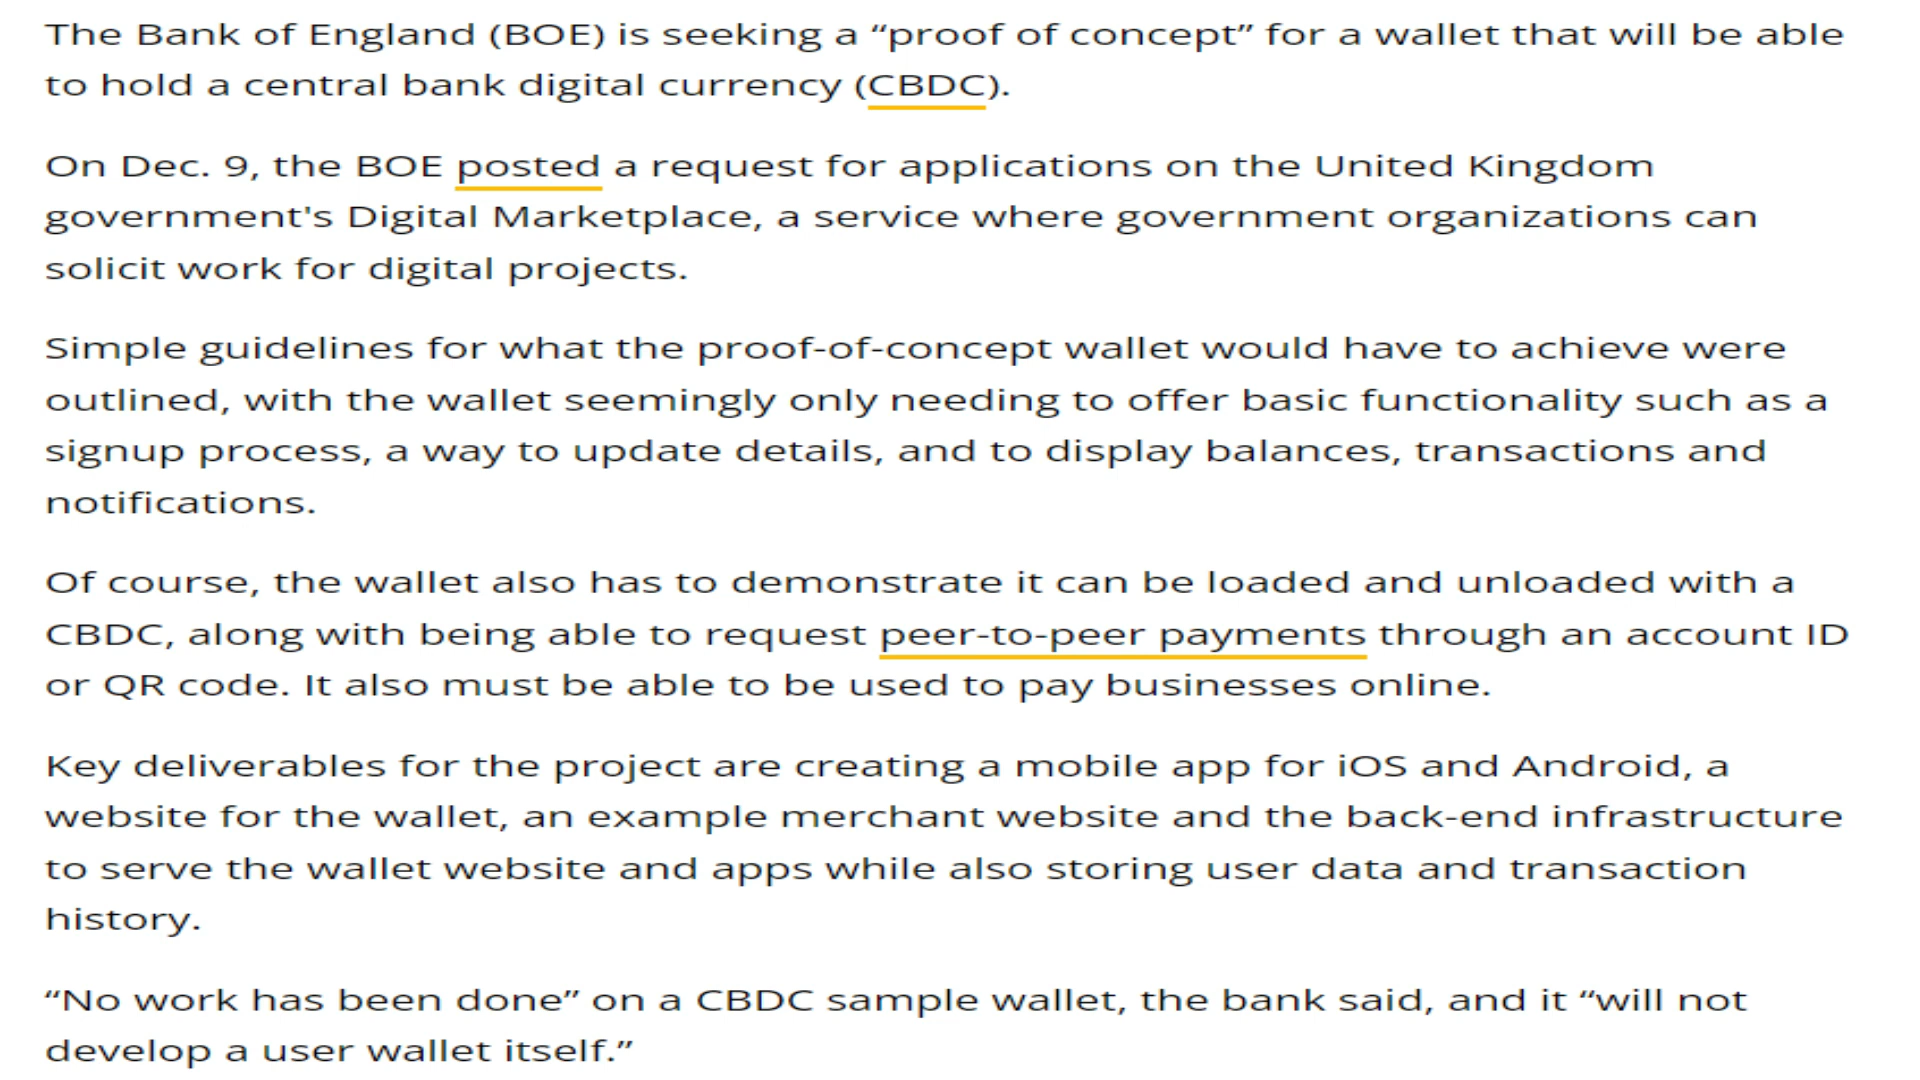 The Bank of England (BOE) is seeking a “proof of concept” for a wallet that will be able
to hold a central bank digital currency (CBDC).
On Dec. 9, the BOE posted a request for applications on the United Kingdom
government's Digital Marketplace, a service where government organizations can
solicit work for digital projects.
Simple guidelines for what the proof-of-concept wallet would have to achieve were
outlined, with the wallet seemingly only needing to offer basic functionality such as a
signup process, a way to update details, and to display balances, transactions and
notifications.
Of course, the wallet also has to demonstrate it can be loaded and unloaded with a
CBDC, along with being able to request peer-to-peer payments through an account ID
or QR code. It also must be able to be used to pay businesses online.
Key deliverables for the project are creating a mobile app for iOS and Android, a
website for the wallet, an example merchant website and the back-end infrastructure
to serve the wallet website and apps while also storing user data and transaction
history.
“No work has been done” on a CBDC sample wallet, the bank said, and it “will not
develop a user wallet itself.”